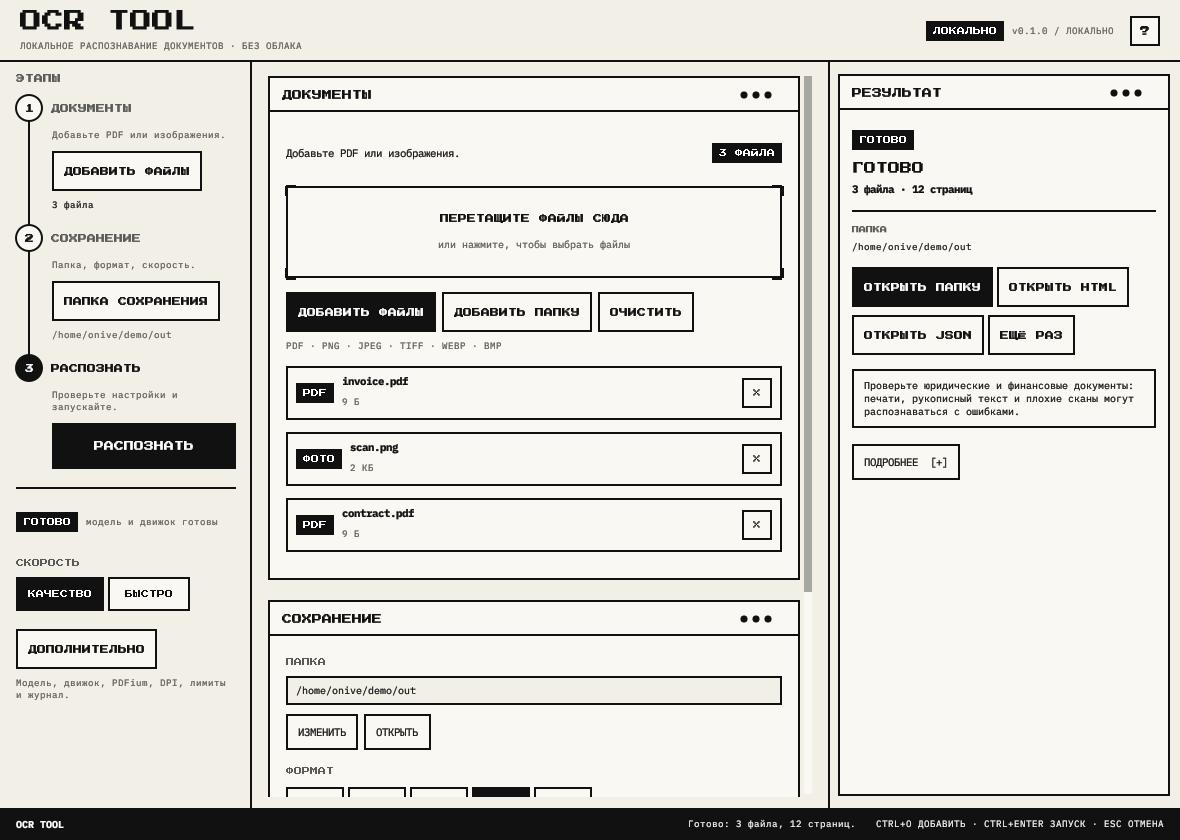 OCR TOOL
ЛОКАЛЬНОЕ РАСПОЗНАВАНИЕ ДОКУМЕНТОВ · БЕЗ ОБЛАКА
ЛОКАЛЬНО
v0.1.0 / ЛОКАЛЬНО
?
ЭТАПЫ
1 ДОКУМЕНТЫ
Добавьте PDF или изображения.
ДОБАВИТЬ ФАЙЛЫ
3 файла
2 СОХРАНЕНИЕ
Папка, формат, скорость.
ПАПКА СОХРАНЕНИЯ
/home/onive/demo/out
3 РАСПОЗНАТЬ
Проверьте настройки и
запускайте.
РАСПОЗНАТЬ
ГОТОВО модель и движок готовы
СКОРОСТЬ
КАЧЕСТВО БЫСТРО
ДОПОЛНИТЕЛЬНО
Модель, движок, PDFium, DPI, лимиты
и журнал.
ДОКУМЕНТЫ
Добавьте PDF или изображения.
3 ФАЙЛА
ПЕРЕТАЩИТЕ ФАЙЛЫ СЮДА
или нажмите, чтобы выбрать файлы
ДОБАВИТЬ ФАЙЛЫ ДОБАВИТЬ ПАПКУ ОЧИСТИТЬ
PDF · PNG · JPEG · TIFF · WEBP · BMP
PDF invoice.pdf ×
9 Б
ФОТО scan.png ×
2 КБ
PDF contract.pdf ×
9 Б
СОХРАНЕНИЕ
ПАПКА
/home/onive/demo/out
ИЗМЕНИТЬ ОТКРЫТЬ
ФОРМАТ
РЕЗУЛЬТАТ
ГОТОВО
ГОТОВО
3 файла · 12 страниц
ПАПКА
/home/onive/demo/out
ОТКРЫТЬ ПАПКУ ОТКРЫТЬ HTML
ОТКРЫТЬ JSON ЕЩЁ РАЗ
Проверьте юридические и финансовые документы:
печати, рукописный текст и плохие сканы могут
распознаваться с ошибками.
ПОДРОБНЕЕ [+]
OCR TOOL
Готово: 3 файла, 12 страниц.
CTRL+O ДОБАВИТЬ · CTRL+ENTER ЗАПУСК · ESC ОТМЕНА